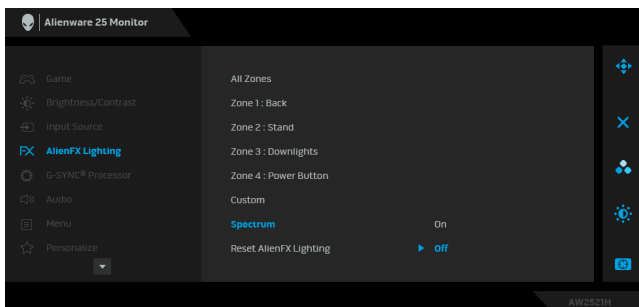 Alienware 25 Monitor
Game
Brightness/Contrast
Input Source
FX AlienFX Lighting
G-SYNC® Processor
Audio
Menu
Personalize
All Zones
Zone 1 : Back
Zone 2 : Stand
Zone 3 : Downlights
Zone 4 : Power Button
Custom
Spectrum On
Reset AlienFX Lighting Off
AW2521H